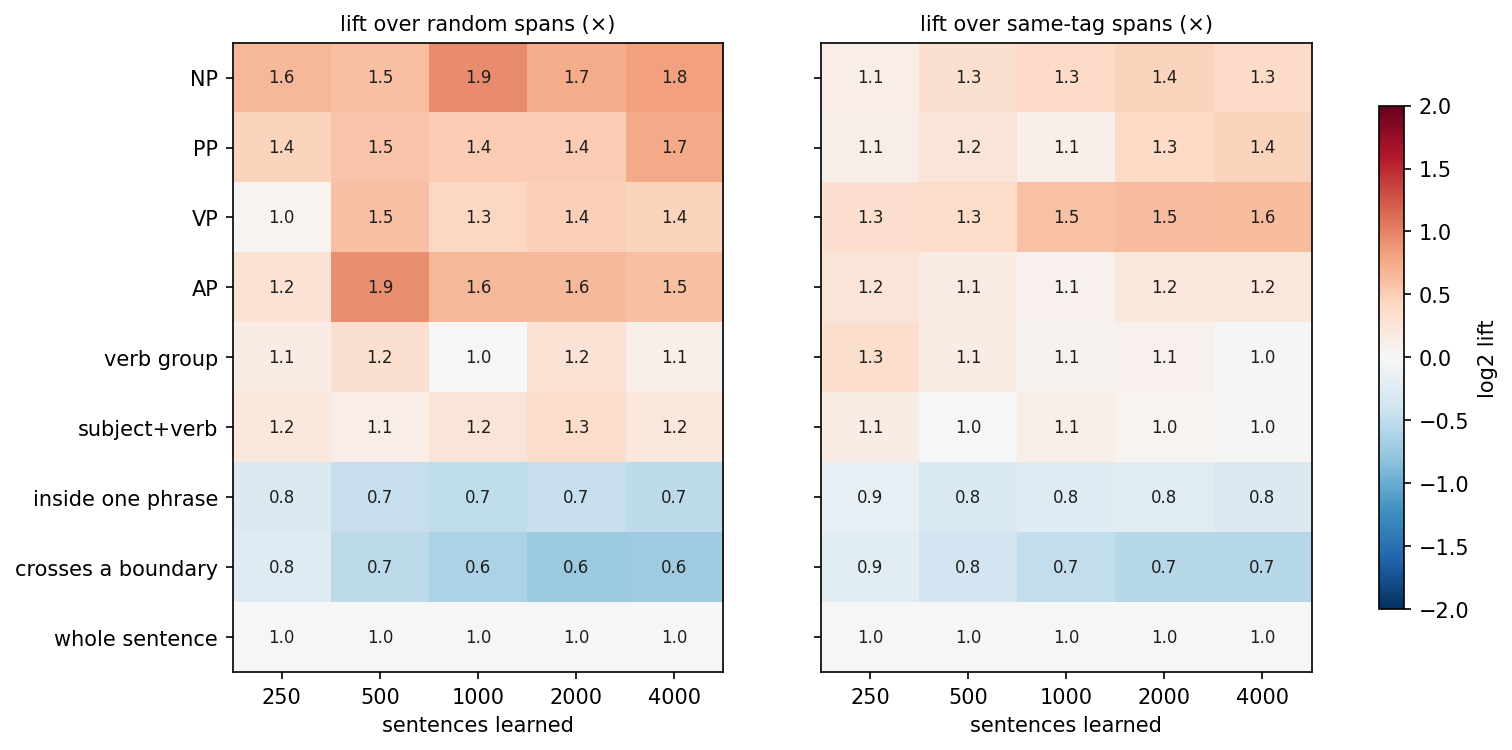 lift over random spans (×)
lift over same-tag spans (×)
NP 1.6 1.5 1.9 1.7 1.8 1.1 1.3 1.3 1.4 1.3
PP 1.4 1.5 1.4 1.4 1.7 1.1 1.2 1.1 1.3 1.4
VP 1.0 1.5 1.3 1.4 1.4 1.3 1.3 1.5 1.5 1.6
AP 1.2 1.9 1.6 1.6 1.5 1.2 1.1 1.1 1.2 1.2
verb group 1.1 1.2 1.0 1.2 1.1 1.3 1.1 1.1 1.1 1.0
subject+verb 1.2 1.1 1.2 1.3 1.2 1.1 1.0 1.1 1.0 1.0
inside one phrase 0.8 0.7 0.7 0.7 0.7 0.9 0.8 0.8 0.8 0.8
crosses a boundary 0.8 0.7 0.6 0.6 0.6 0.9 0.8 0.7 0.7 0.7
whole sentence 1.0 1.0 1.0 1.0 1.0 1.0 1.0 1.0 1.0 1.0
250 500 1000 2000 4000
sentences learned
250 500 1000 2000 4000
sentences learned
2.0
1.5
1.0
0.5
0.0
−0.5
−1.0
−1.5
−2.0
log2 lift